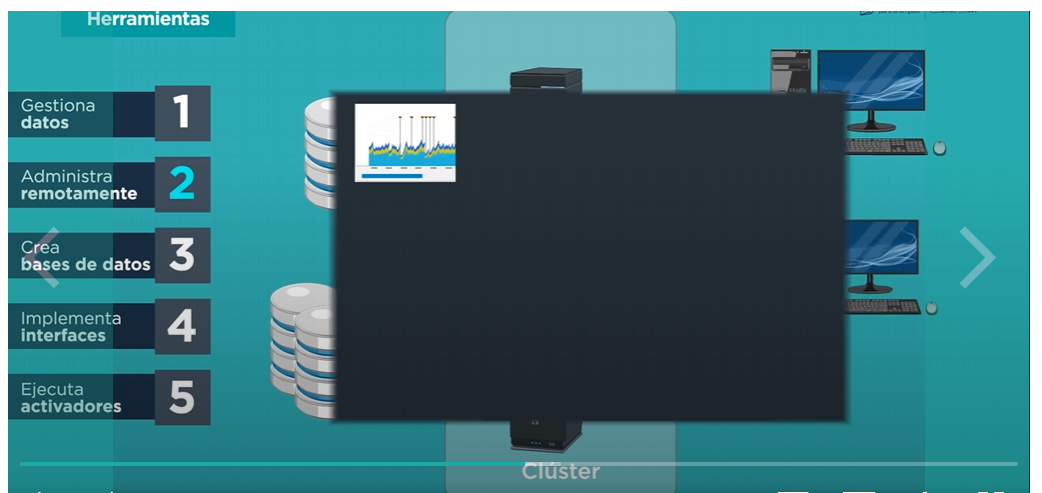 Herramientas
Gestiona
datos
1
Administra
remotamente
2
Crea
bases de datos
3
Implementa
interfaces
4
Ejecuta
activadores
5
Clúster